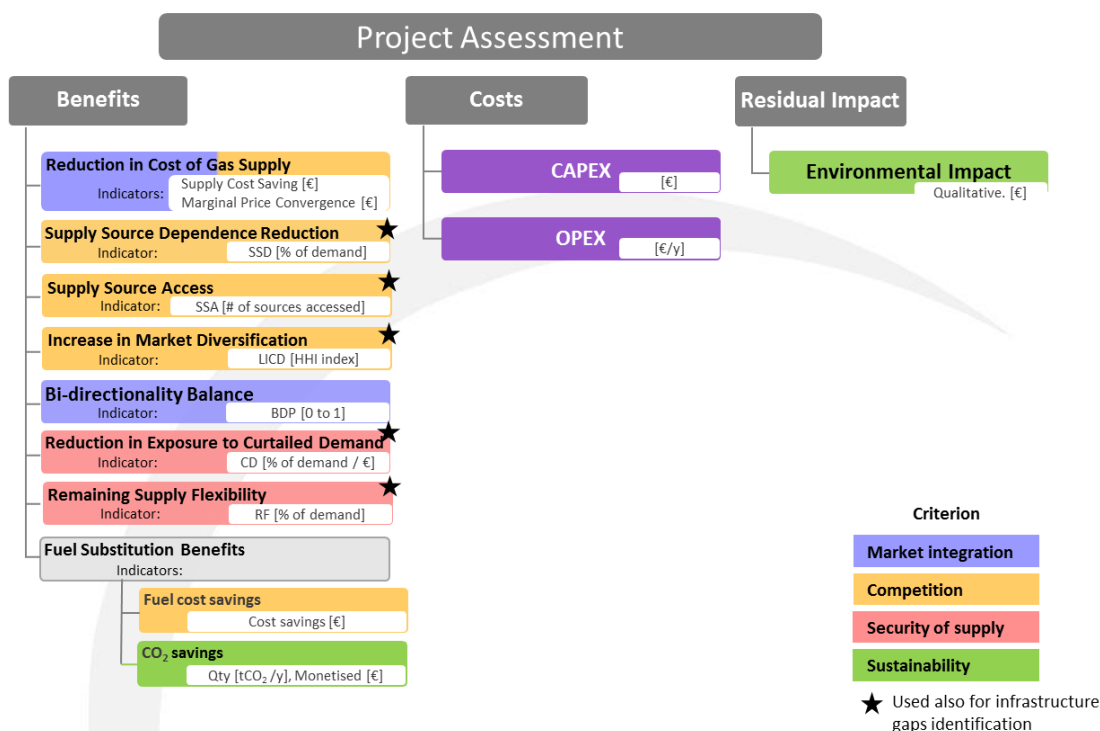 Project Assessment
Benefits
Reduction in Cost of Gas Supply
Indicators:
Supply Cost Saving [€]
Marginal Price Convergence [€]
Supply Source Dependence Reduction
Indicator:
SSD [% of demand]
Supply Source Access
Indicator:
SSA [# of sources accessed]
Increase in Market Diversification
Indicator:
LICD [HHI index]
Bi-directionality Balance
Indicator:
BDP [0 to 1]
Reduction in Exposure to Curtailed Demand
Indicator:
CD [% of demand / €]
Remaining Supply Flexibility
Indicator:
RF [% of demand]
Fuel Substitution Benefits
Indicators:
Fuel cost savings
Cost savings [€]
CO₂ savings
Qty [tCO₂ /y], Monetised [€]
Costs
CAPEX
[€]
OPEX
[€/y]
Residual Impact
Environmental Impact
Qualitative. [€]
Criterion
Market integration
Competition
Security of supply
Sustainability
Used also for infrastructure
gaps identification